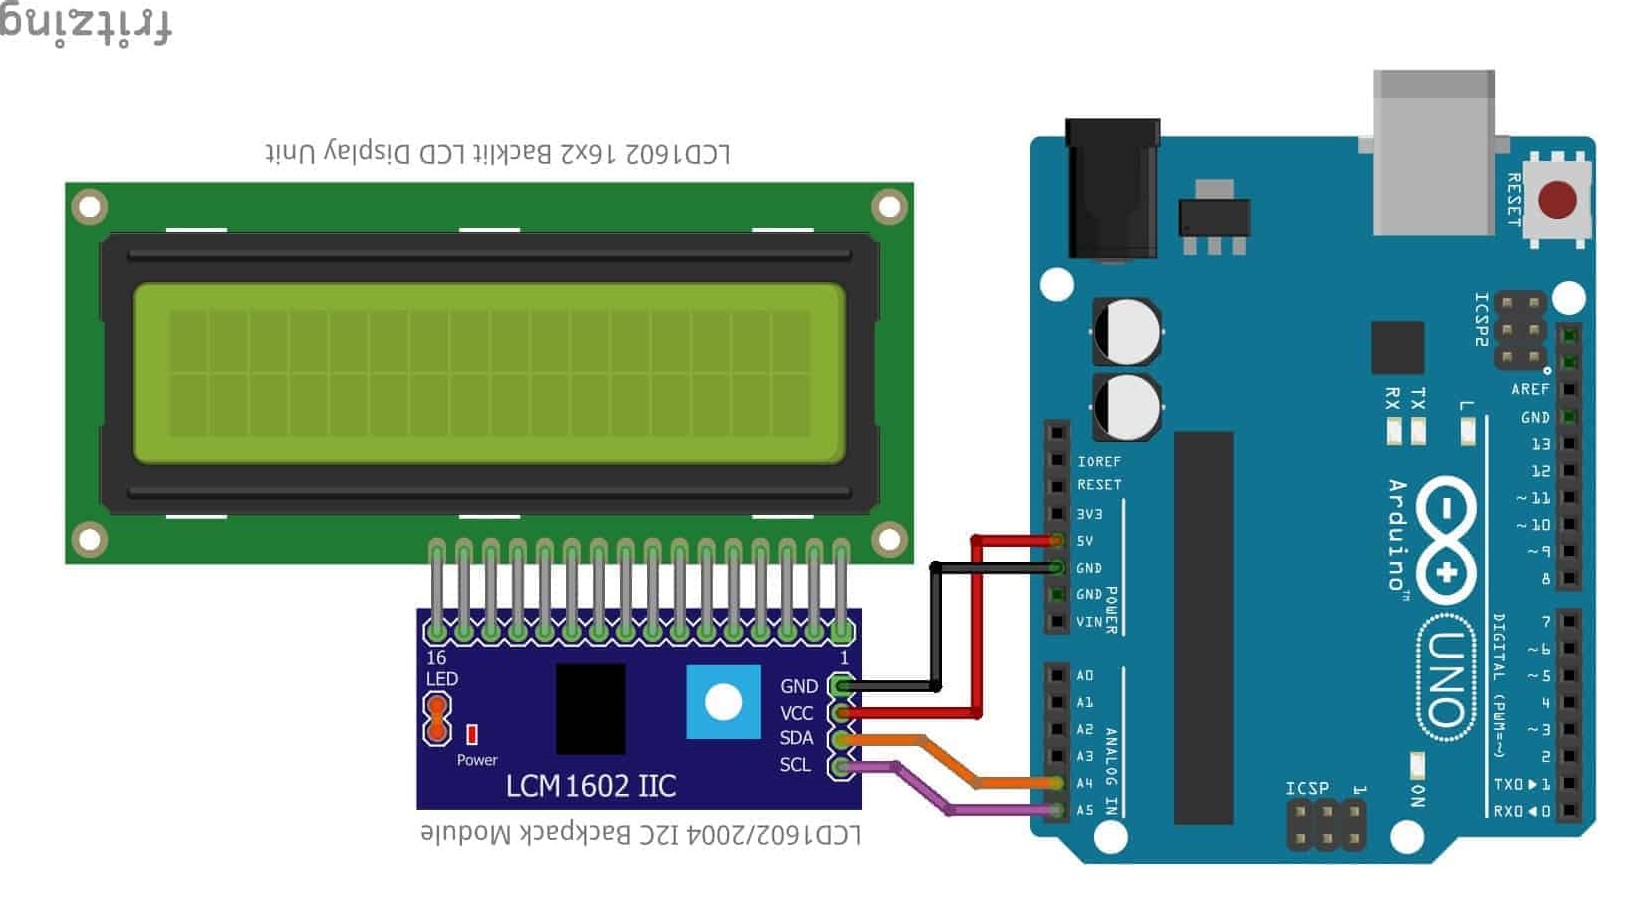 fritzing
LCD1602 16x2 Backlit LCD Display Unit
16
LED
Power
1
GND
VCC
SDA
SCL
LCM1602 IIC
LCD1602/2004 I2C Backpack Module
RESET
ICSP2
IOREF
RESET
3V3
5V
GND
GND
VIN
POWER
A0
A1
A2
A3
A4
A5
ANALOG IN
RX
TX
L
AREF
GND
13
12
~11
~10
~9
8
7
~6
~5
4
~3
2
TX0▶1
RX0◀0
DIGITAL (PWM=~)
Arduino™
UNO
ON
ICSP
1